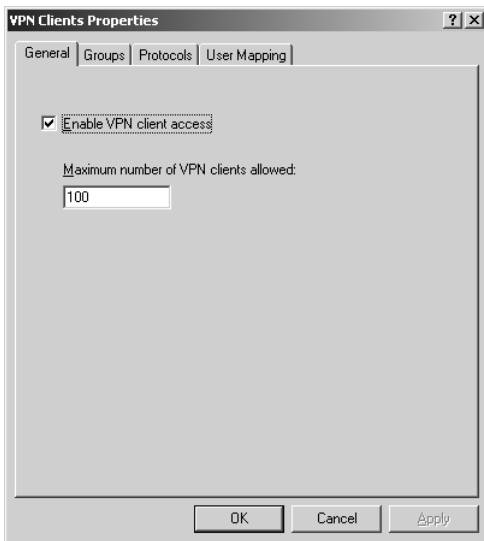 VPN Clients Properties
General Groups Protocols User Mapping
Enable VPN client access
Maximum number of VPN clients allowed:
100
OK Cancel Apply